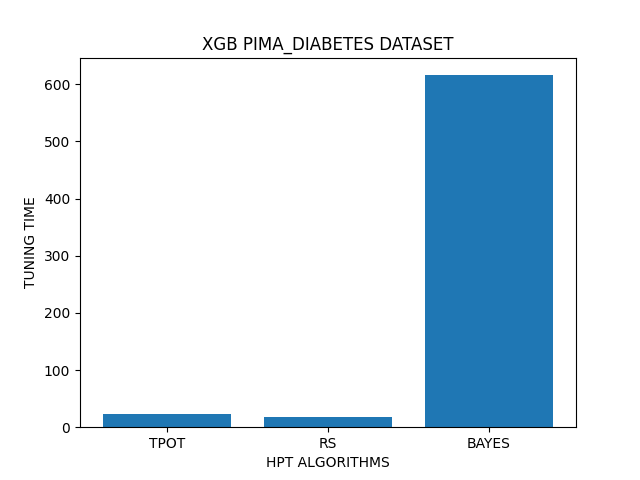 XGB PIMA_DIABETES DATASET
600
500
400
300
200
100
0
TUNING TIME
TPOT RS BAYES
HPT ALGORITHMS